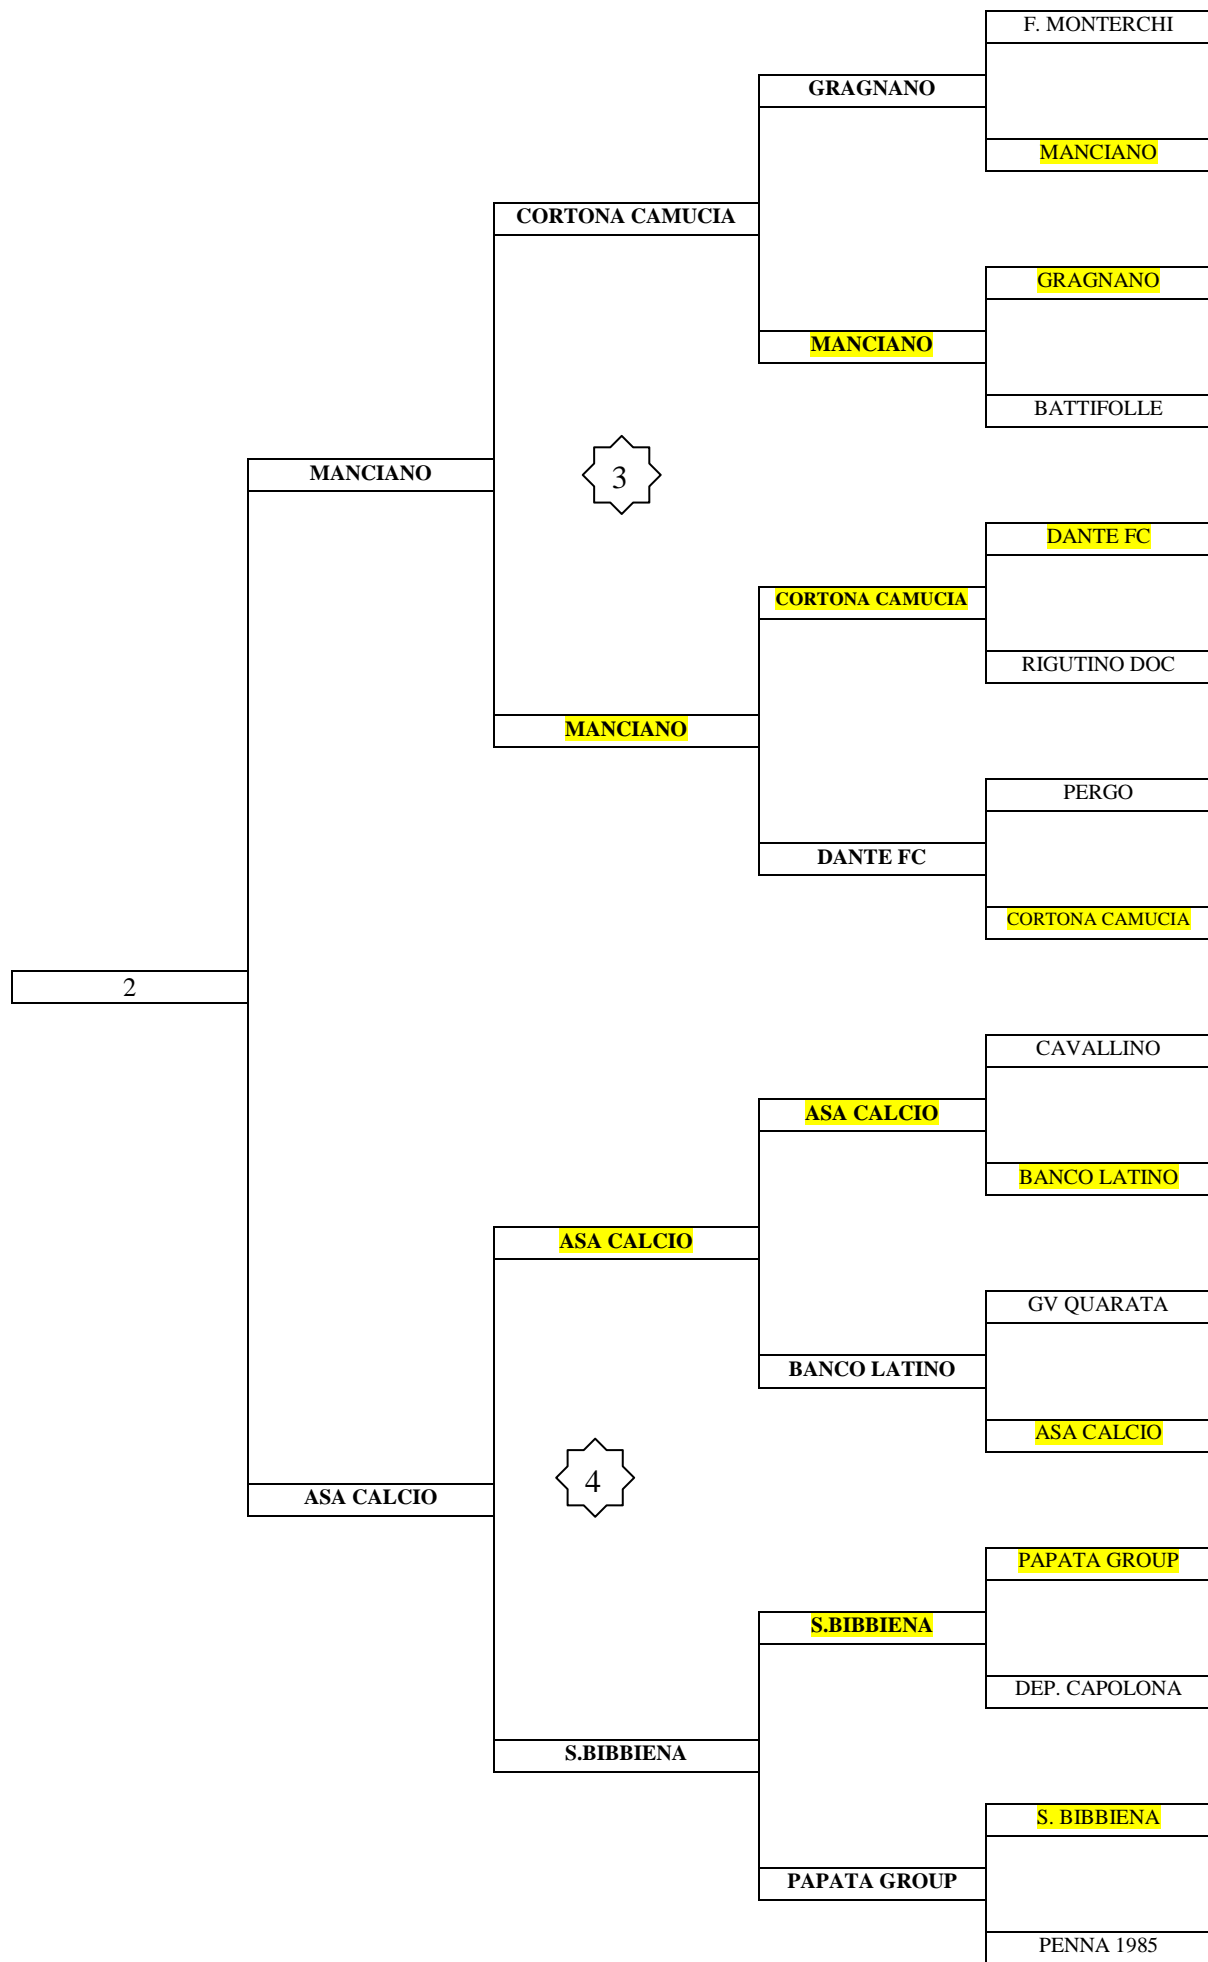 F. MONTERCHI
GRAGNANO
MANCIANO
CORTONA CAMUCIA
GRAGNANO
MANCIANO
BATTIFOLLE
MANCIANO
3
DANTE FC
CORTONA CAMUCIA
RIGUTINO DOC
MANCIANO
PERGO
DANTE FC
CORTONA CAMUCIA
2
CAVALLINO
ASA CALCIO
BANCO LATINO
ASA CALCIO
GV QUARATA
BANCO LATINO
ASA CALCIO
4
ASA CALCIO
PAPATA GROUP
S.BIBBIENA
DEP. CAPOLONA
S.BIBBIENA
S. BIBBIENA
PAPATA GROUP
PENNA 1985